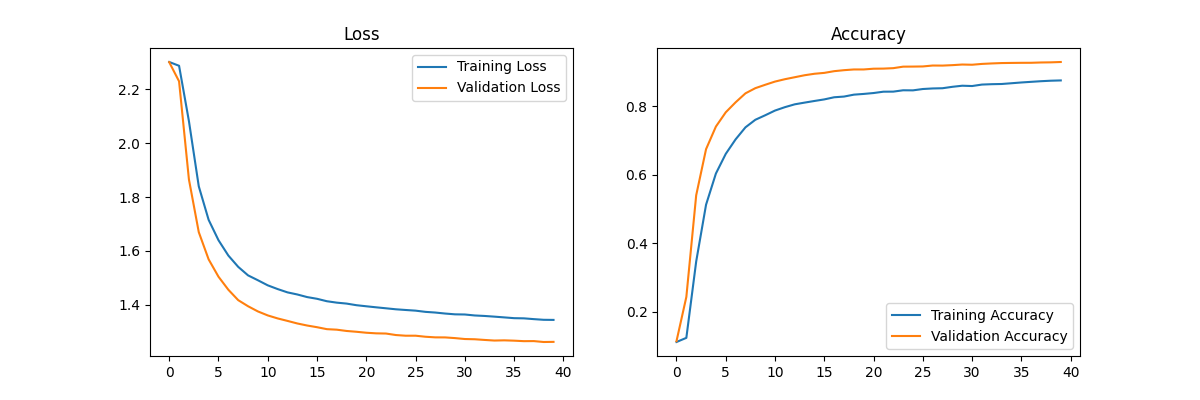 Loss
Training Loss
Validation Loss
2.2
2.0
1.8
1.6
1.4
0 5 10 15 20 25 30 35 40
Accuracy
0.8
0.6
0.4
0.2
Training Accuracy
Validation Accuracy
0 5 10 15 20 25 30 35 40